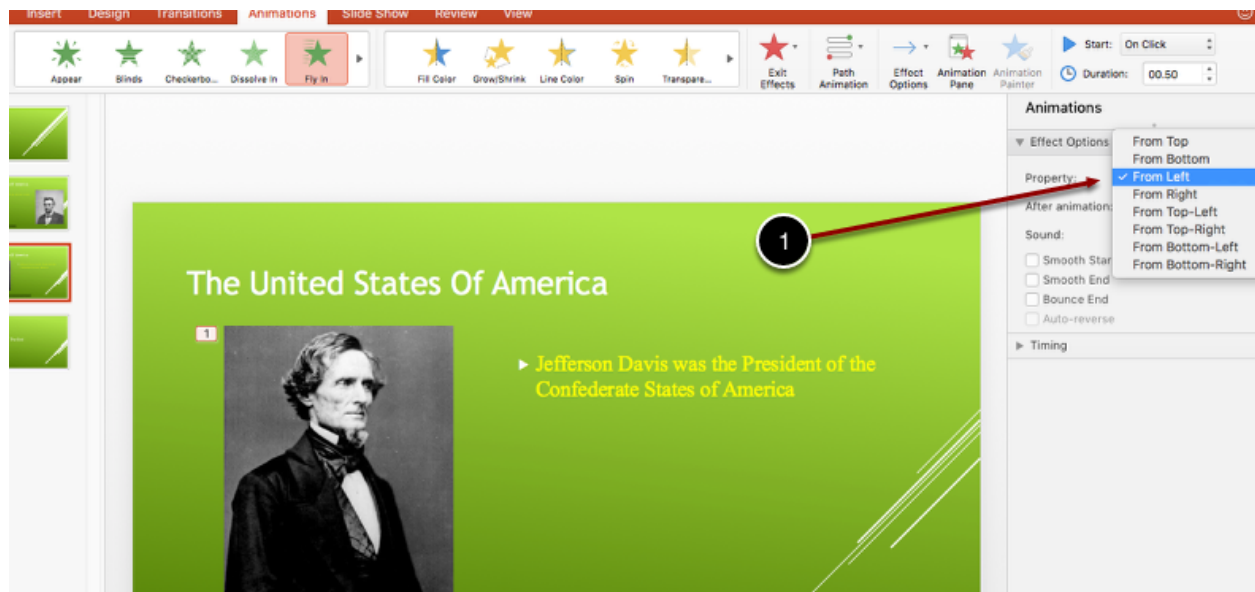 Insert Design Transitions Animations Slide Show Review View
Appear Blinds Checkerbo... Dissolve In Fly In Fill Color Grow/Shrink Line Color Spin Transpare... Exit Effects Path Animation Effect Options Animation Pane Animation Painter
Start: On Click
Duration: 00.50
Animations
Effect Options
Property:
After animation:
Sound:
Smooth Star
Smooth End
Bounce End
Auto-reverse
Timing
From Top
From Bottom
From Left
From Right
From Top-Left
From Top-Right
From Bottom-Left
From Bottom-Right
1
The United States Of America
1
Jefferson Davis was the President of the
Confederate States of America